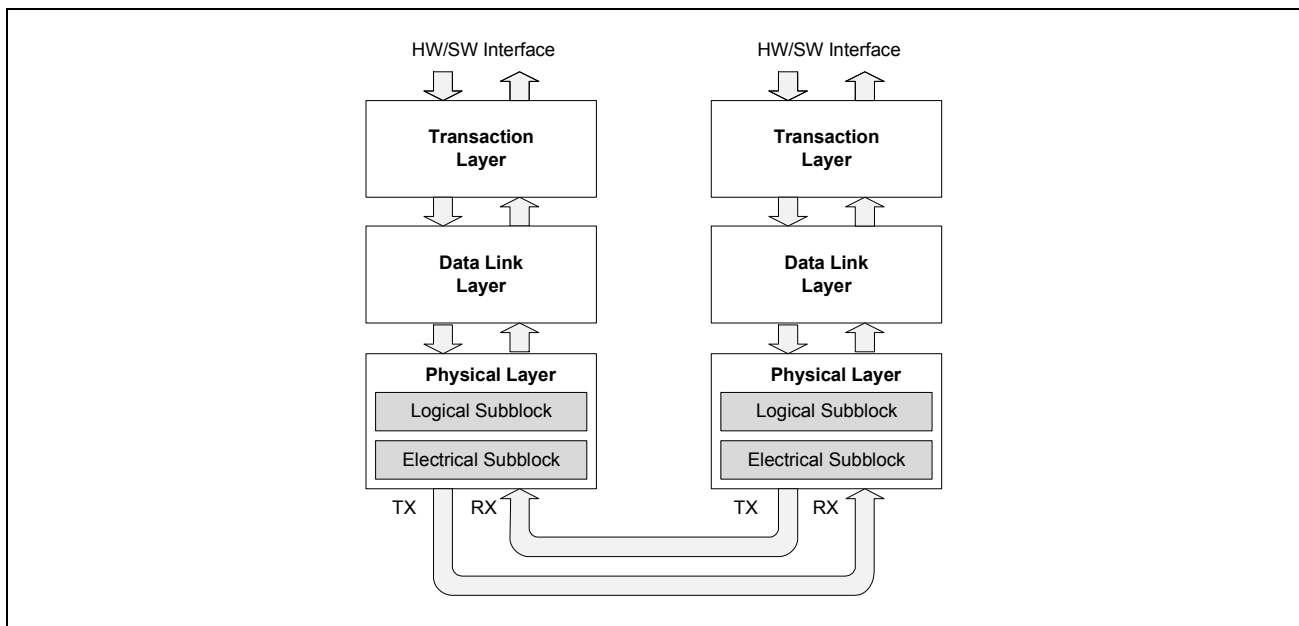 HW/SW Interface
Transaction
Layer
Data Link
Layer
Physical Layer
Logical Subblock
Electrical Subblock
TX
RX
HW/SW Interface
Transaction
Layer
Data Link
Layer
Physical Layer
Logical Subblock
Electrical Subblock
TX
RX